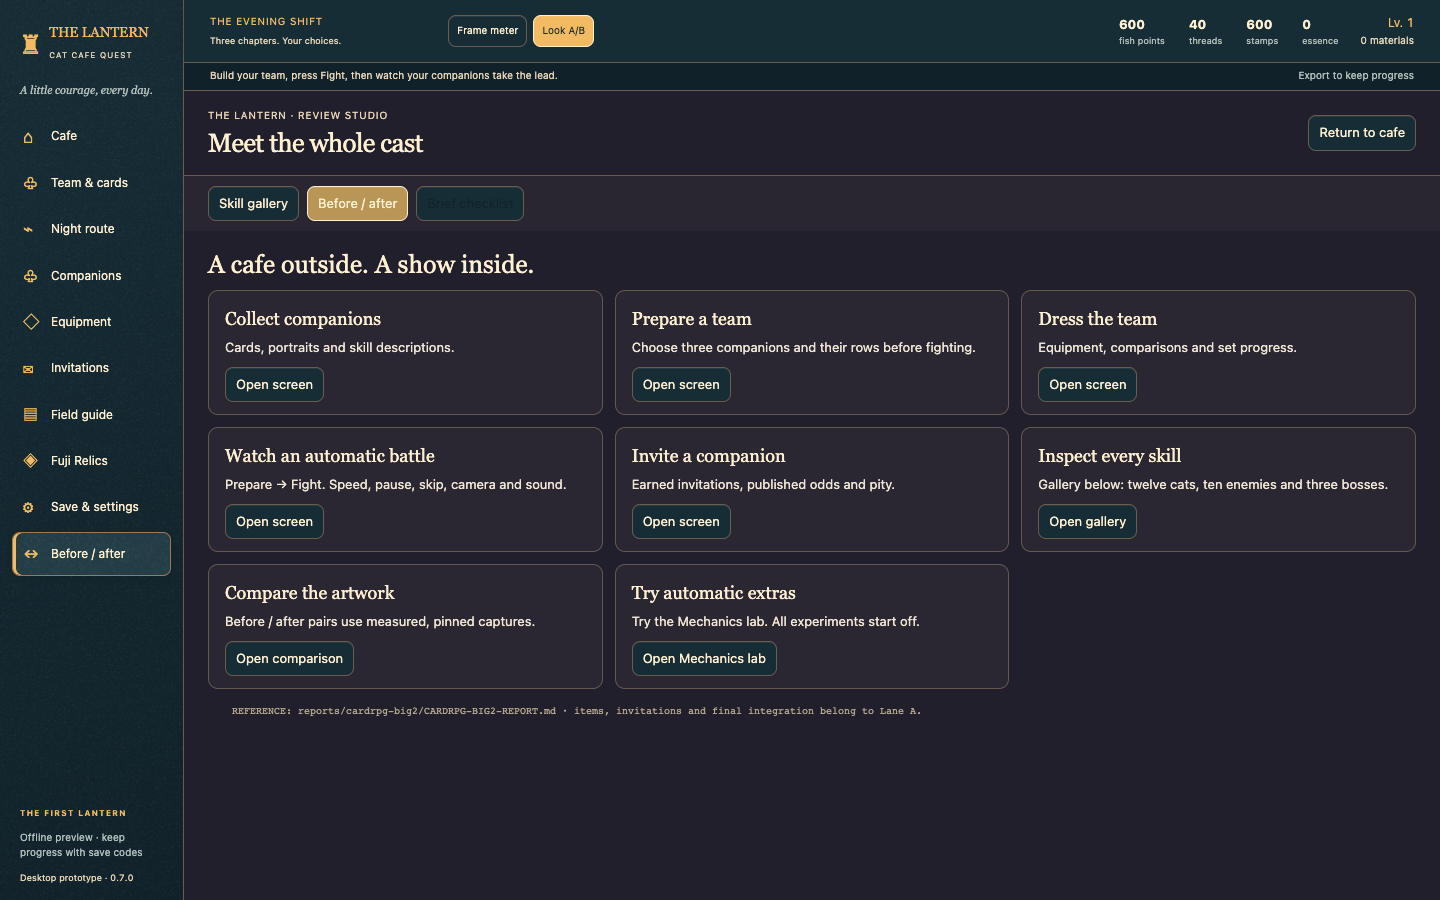 THE LANTERN
CAT CAFE QUEST
A little courage, every day.
Cafe
Team & cards
Night route
Companions
Equipment
Invitations
Field guide
Fuji Relics
Save & settings
Before / after
THE FIRST LANTERN
Offline preview · keep
progress with save codes
Desktop prototype · 0.7.0
THE EVENING SHIFT
Three chapters. Your choices.
Frame meter
Look A/B
600
fish points
40
threads
600
stamps
0
essence
Lv. 1
0 materials
Build your team, press Fight, then watch your companions take the lead.
Export to keep progress
THE LANTERN · REVIEW STUDIO
Meet the whole cast
Return to cafe
Skill gallery
Before / after
Brief checklist
A cafe outside. A show inside.
Collect companions
Cards, portraits and skill descriptions.
Open screen
Prepare a team
Choose three companions and their rows before fighting.
Open screen
Dress the team
Equipment, comparisons and set progress.
Open screen
Watch an automatic battle
Prepare → Fight. Speed, pause, skip, camera and sound.
Open screen
Invite a companion
Earned invitations, published odds and pity.
Open screen
Inspect every skill
Gallery below: twelve cats, ten enemies and three bosses.
Open gallery
Compare the artwork
Before / after pairs use measured, pinned captures.
Open comparison
Try automatic extras
Try the Mechanics lab. All experiments start off.
Open Mechanics lab
REFERENCE: reports/cardrpg-big2/CARDRPG-BIG2-REPORT.md · items, invitations and final integration belong to Lane A.